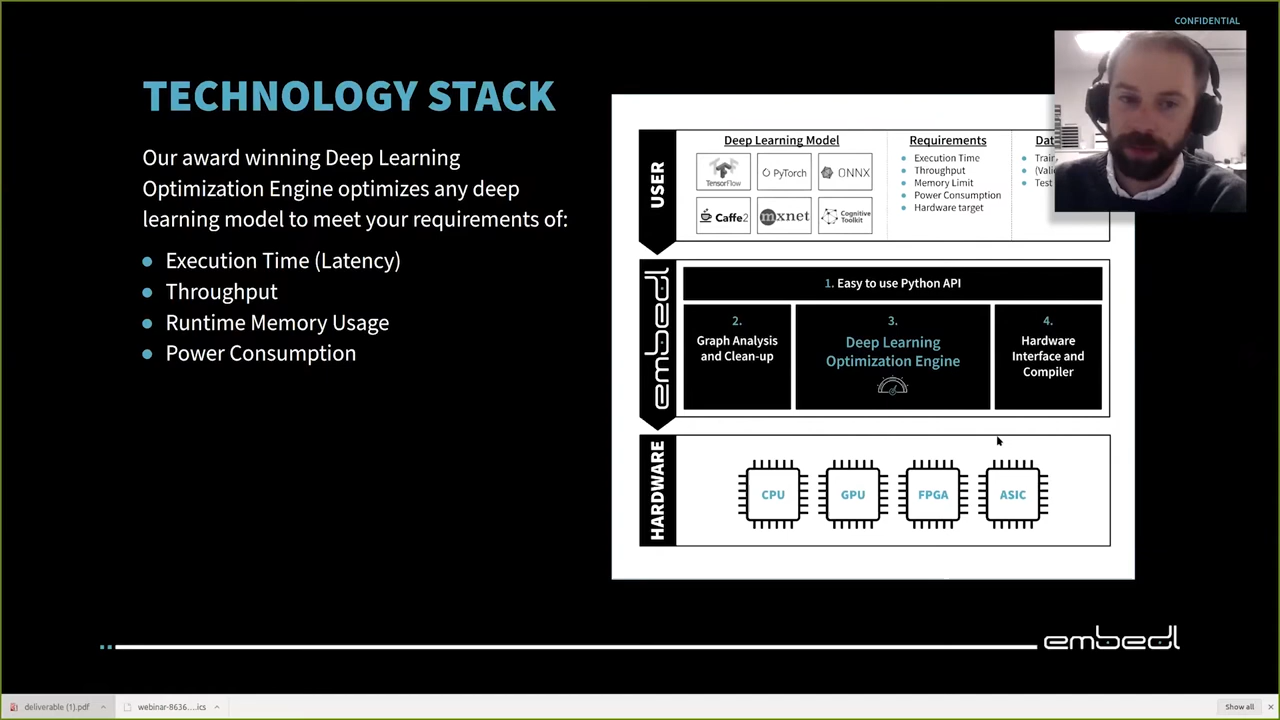 CONFIDENTIAL
TECHNOLOGY STACK
Our award winning Deep Learning
Optimization Engine optimizes any deep
learning model to meet your requirements of:
Execution Time (Latency)
Throughput
Runtime Memory Usage
Power Consumption
USER
Deep Learning Model
TensorFlow
PyTorch
ONNX
Caffe2
mxnet
Cognitive
Toolkit
Requirements
Execution Time
Throughput
Memory Limit
Power Consumption
Hardware target
Test
embedl
1. Easy to use Python API
2.
Graph Analysis
and Clean-up
3.
Deep Learning
Optimization Engine
4.
Hardware
Interface and
Compiler
HARDWARE
CPU
GPU
FPGA
ASIC
embedl
deliverable (1).pdf
webinar-8636....ics
Show all